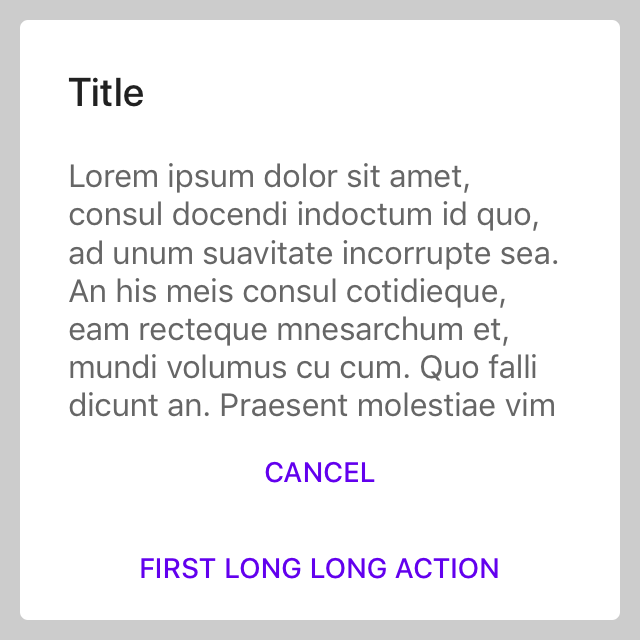 Title
Lorem ipsum dolor sit amet,
consul docendi indoctum id quo,
ad unum suavitate incorrupte sea.
An his meis consul cotidieque,
eam recteque mnesarchum et,
mundi volumus cu cum. Quo falli
dicunt an. Praesent molestiae vim
CANCEL
FIRST LONG LONG ACTION